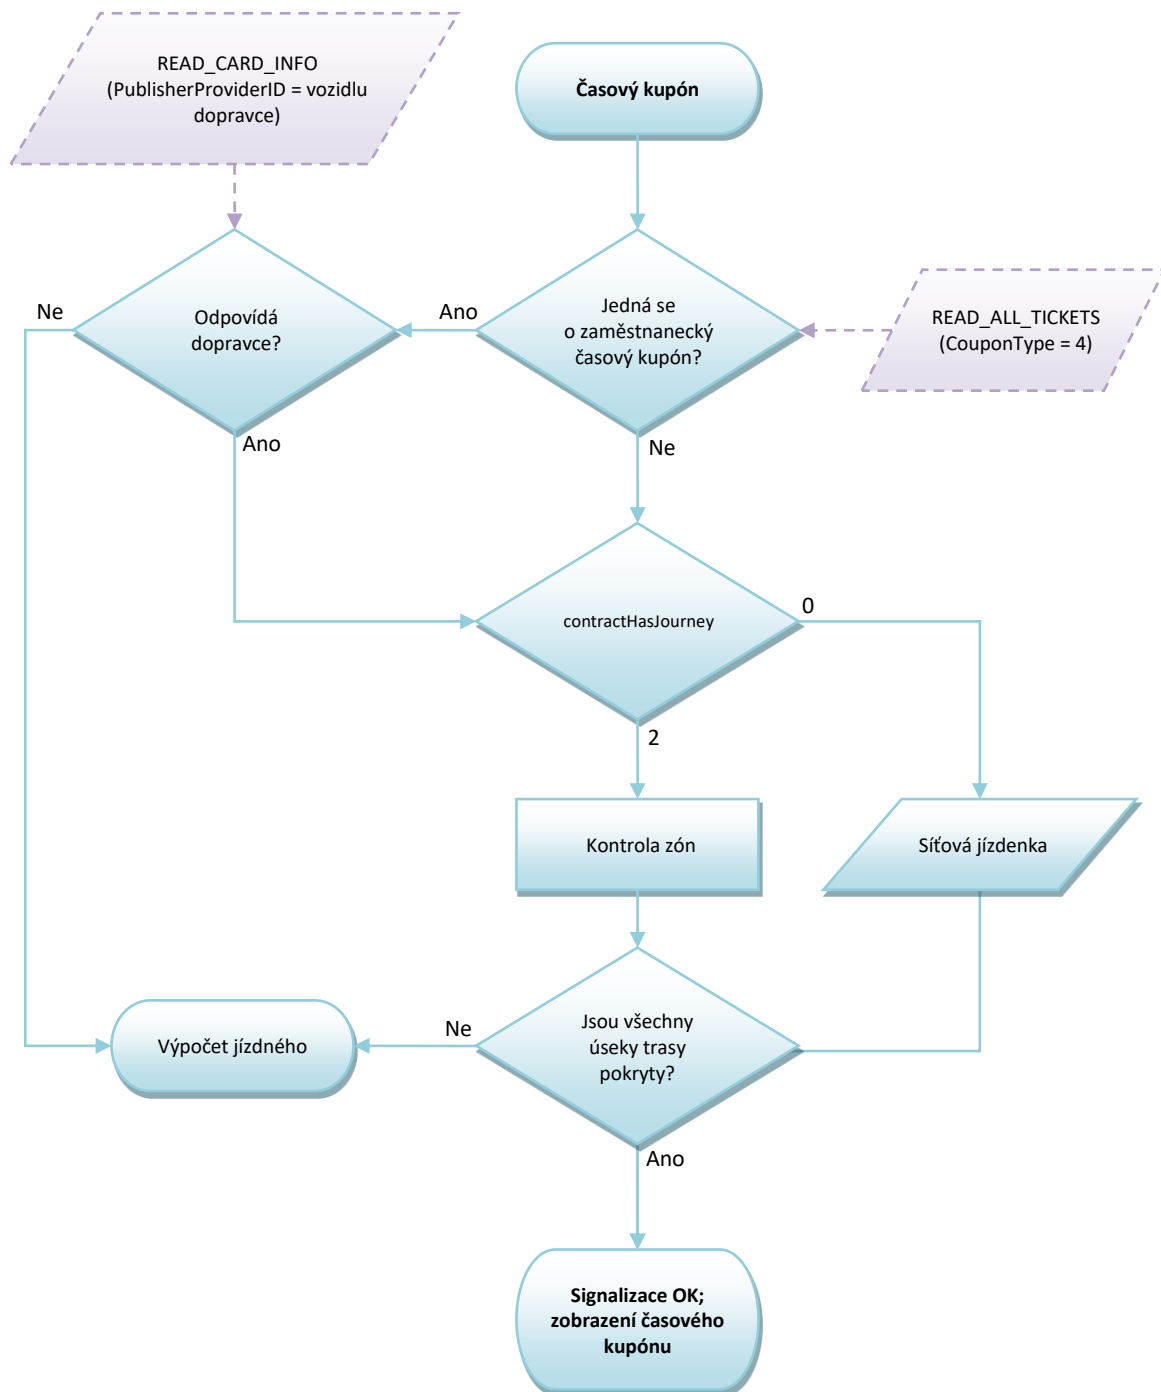 READ_CARD_INFO
(PublisherProviderID = vozidlu
dopravce)
Časový kupón
Ne
Odpovídá
dopravce?
Ano
Jedná se
o zaměstnanecký
časový kupón?
READ_ALL_TICKETS
(CouponType = 4)
Ano
Ne
contractHasJourney
0
2
Kontrola zón
Síťová jízdenka
Výpočet jízdného
Ne
Jsou všechny
úseky trasy
pokryty?
Ano
Signalizace OK;
zobrazení časového
kupónu